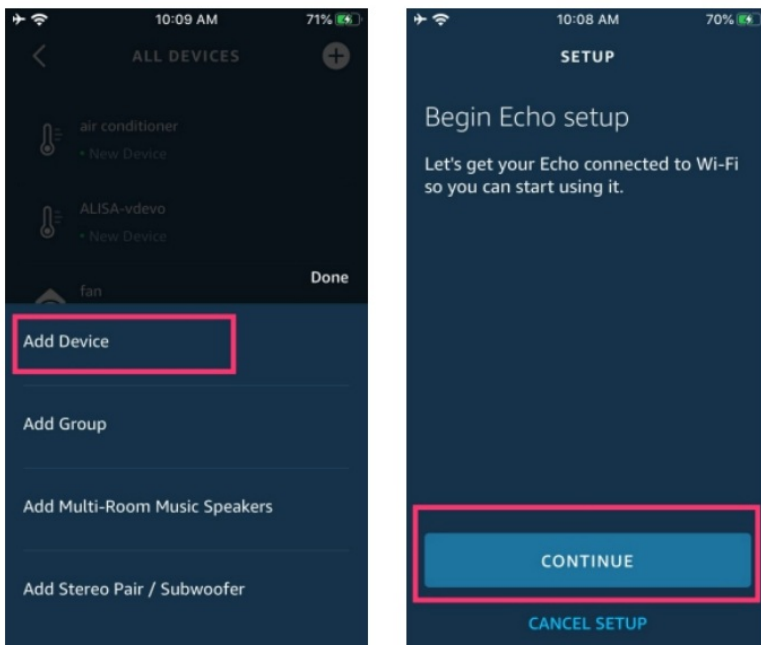 10:09 AM
71%
ALL DEVICES
air conditioner
• New Device
ALISA-vdevo
• New Device
fan
Done
Add Device
Add Group
Add Multi-Room Music Speakers
Add Stereo Pair / Subwoofer
10:08 AM
70%
SETUP
Begin Echo setup
Let's get your Echo connected to Wi-Fi
so you can start using it.
CONTINUE
CANCEL SETUP